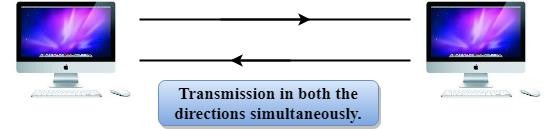 Transmission in both the
directions simultaneously.